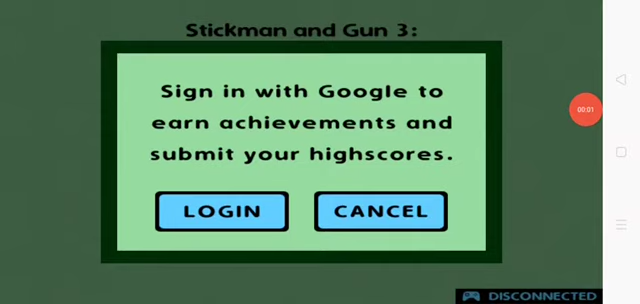 Stickman and Gun 3:
Sign in with Google to
earn achievements and
submit your highscores.
LOGIN
CANCEL
00:01
DISCONNECTED